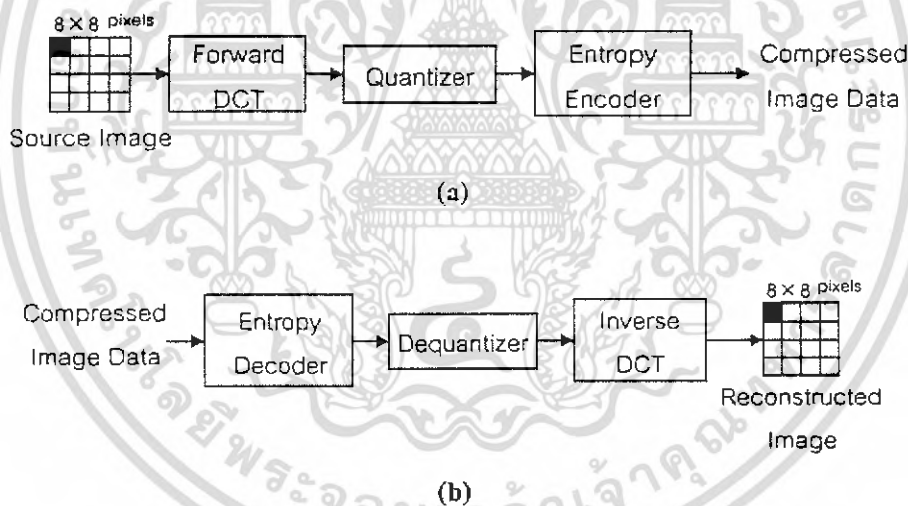 8 × 8 pixels
Forward
DCT
Quantizer
Entropy
Encoder
Compressed
Image Data
Source Image
(a)
8 × 8 pixels
Compressed
Image Data
Entropy
Decoder
Dequantizer
Inverse
DCT
Reconstructed
Image
(b)